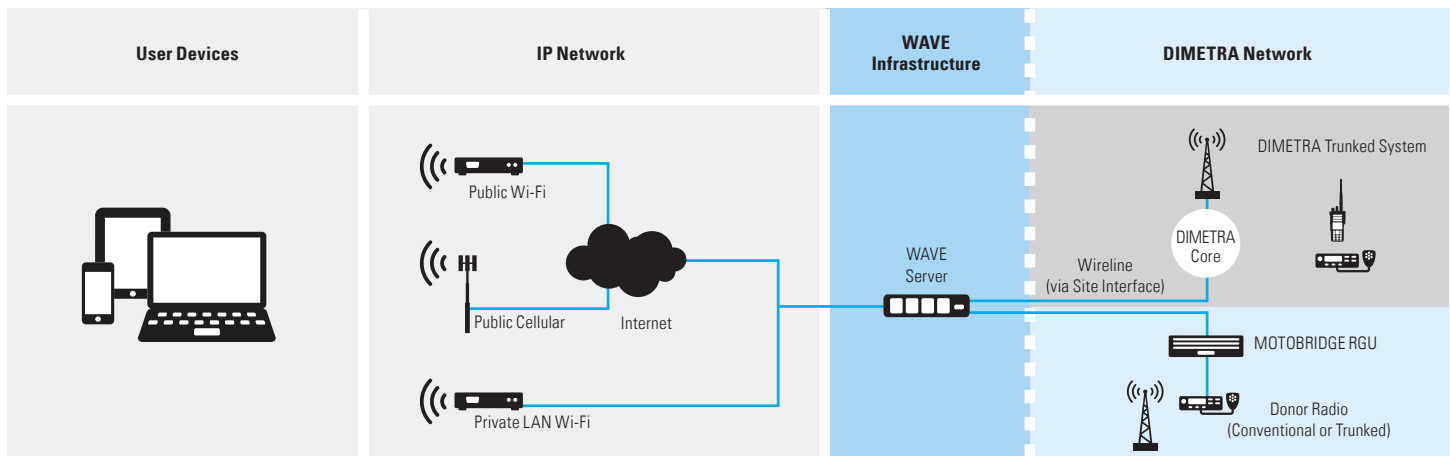 User Devices
IP Network
WAVE
Infrastructure
DIMETRA Network
Public Wi-Fi
Public Cellular
Internet
Private LAN Wi-Fi
WAVE
Server
Wireline
(via Site Interface)
DIMETRA
Core
DIMETRA Trunked System
MOTOBRIDGE RGU
Donor Radio
(Conventional or Trunked)